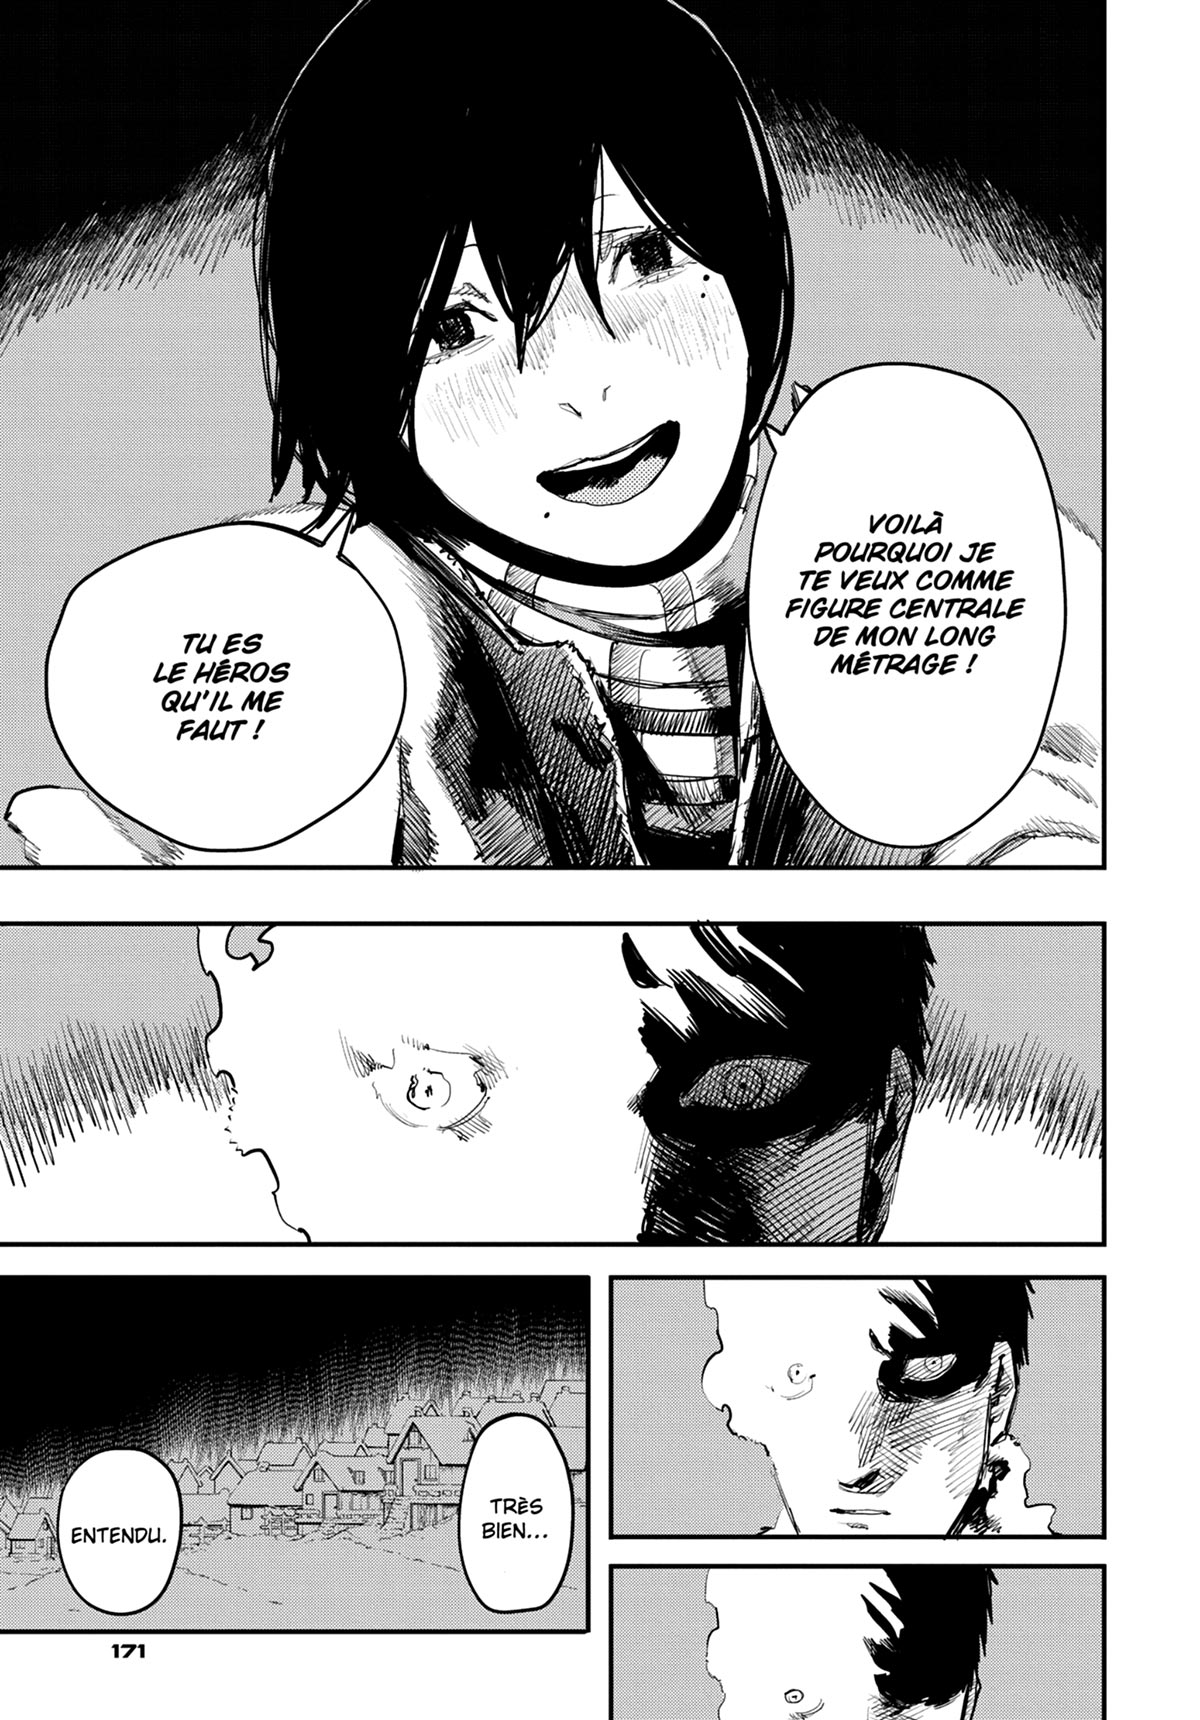 VOILÀ
POURQUOI JE
TE VEUX COMME
FIGURE CENTRALE
DE MON LONG
MÉTRAGE !
TU ES
LE HÉROS
QU'IL ME
FAUT !
TRÈS
BIEN...
ENTENDU.
171